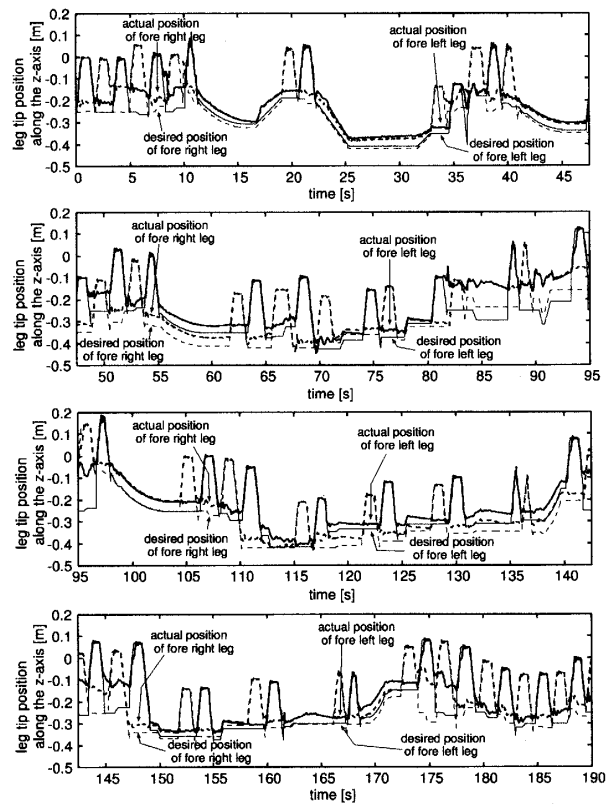 leg tip position
along the z-axis [m]
0.2
0.1
0
-0.1
-0.2
-0.3
-0.4
-0.5
actual position
of fore right leg
actual position
of fore left leg
desired position
of fore right leg
desired position
of fore left leg
0 5 10 15 20 25 30 35 40 45
time [s]
leg tip position
along the z-axis [m]
0.2
0.1
0
-0.1
-0.2
-0.3
-0.4
-0.5
actual position
of fore right leg
actual position
of fore left leg
desired position
of fore right leg
desired position
of fore left leg
50 55 60 65 70 75 80 85 90 95
time [s]
leg tip position
along the z-axis [m]
0.2
0.1
0
-0.1
-0.2
-0.3
-0.4
-0.5
actual position
of fore right leg
actual position
of fore left leg
desired position
of fore right leg
desired position
of fore left leg
95 100 105 110 115 120 125 130 135 140
time [s]
leg tip position
along the z-axis [m]
0.2
0.1
0
-0.1
-0.2
-0.3
-0.4
-0.5
actual position
of fore right leg
actual position
of fore left leg
desired position
of fore right leg
desired position
of fore left leg
145 150 155 160 165 170 175 180 185 190
time [s]